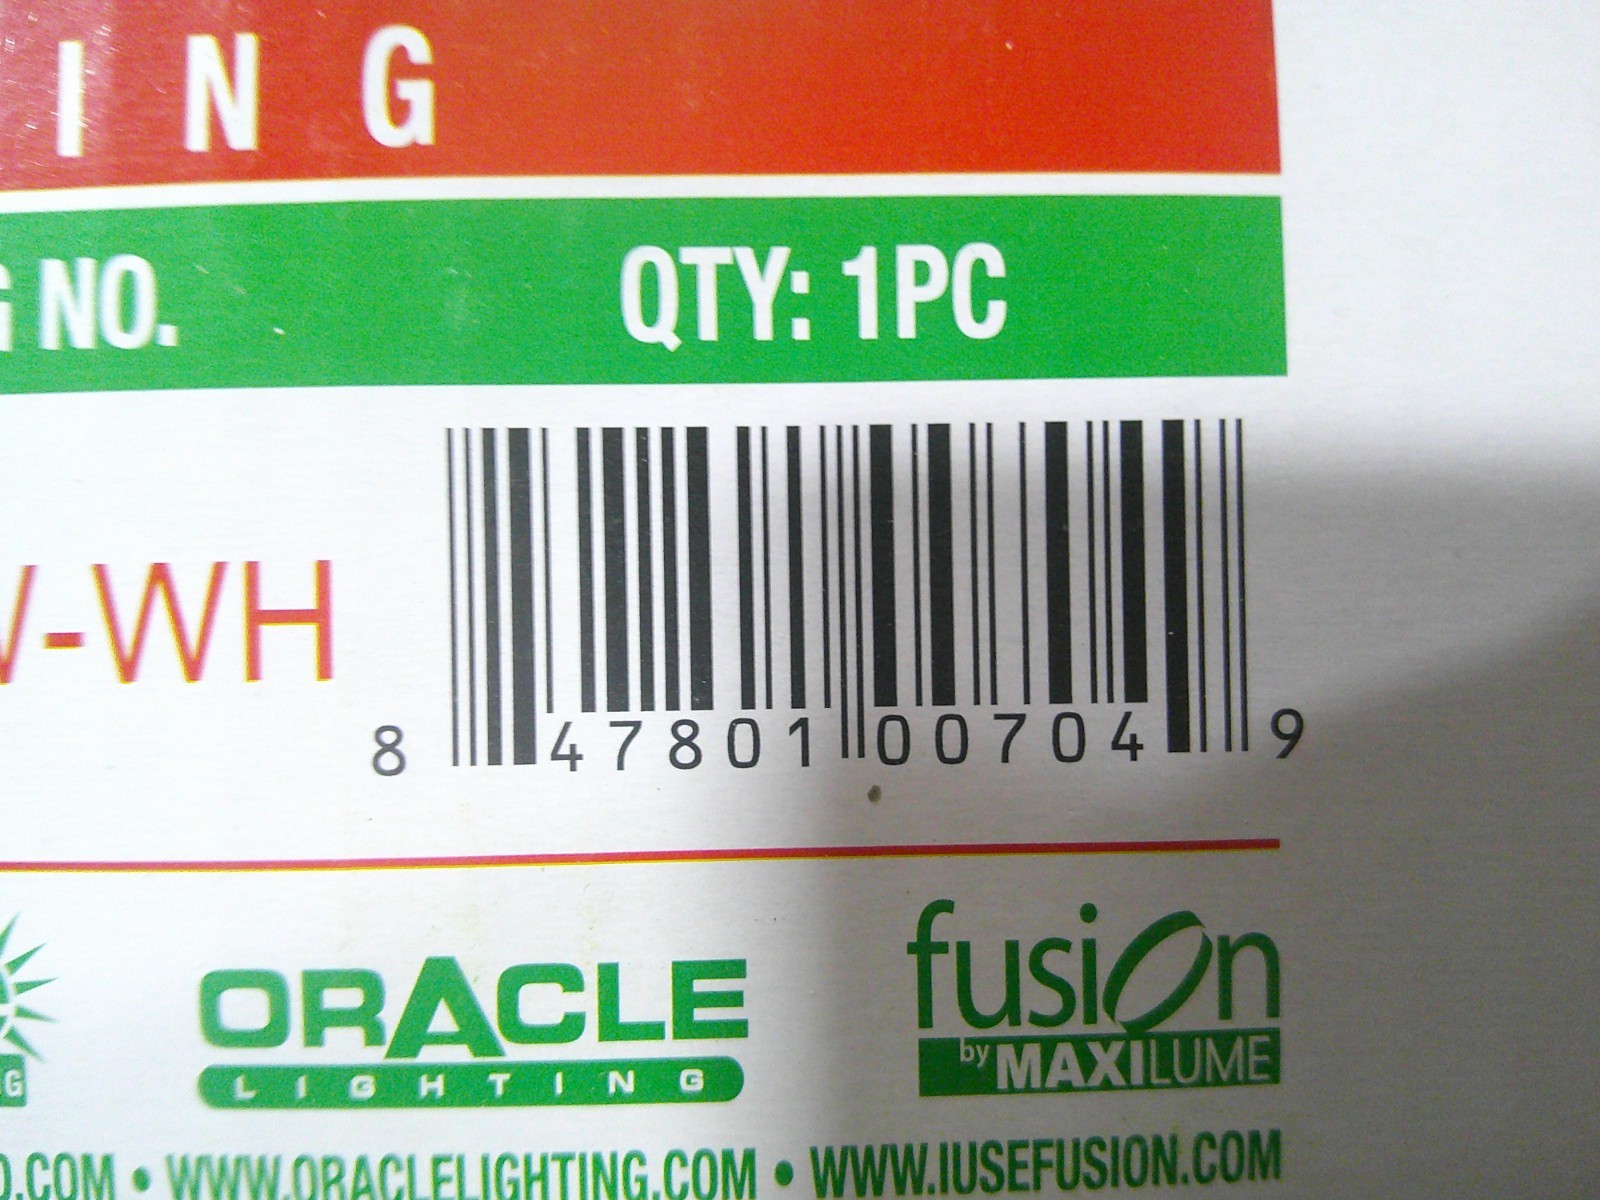 ING
G NO. QTY: 1PC
-WH
8 47801 00704 9
ORACLE
LIGHTING
fusion
by MAXILUME
G
.COM • WWW.ORACLELIGHTING.COM • WWW.IUSEFUSION.COM